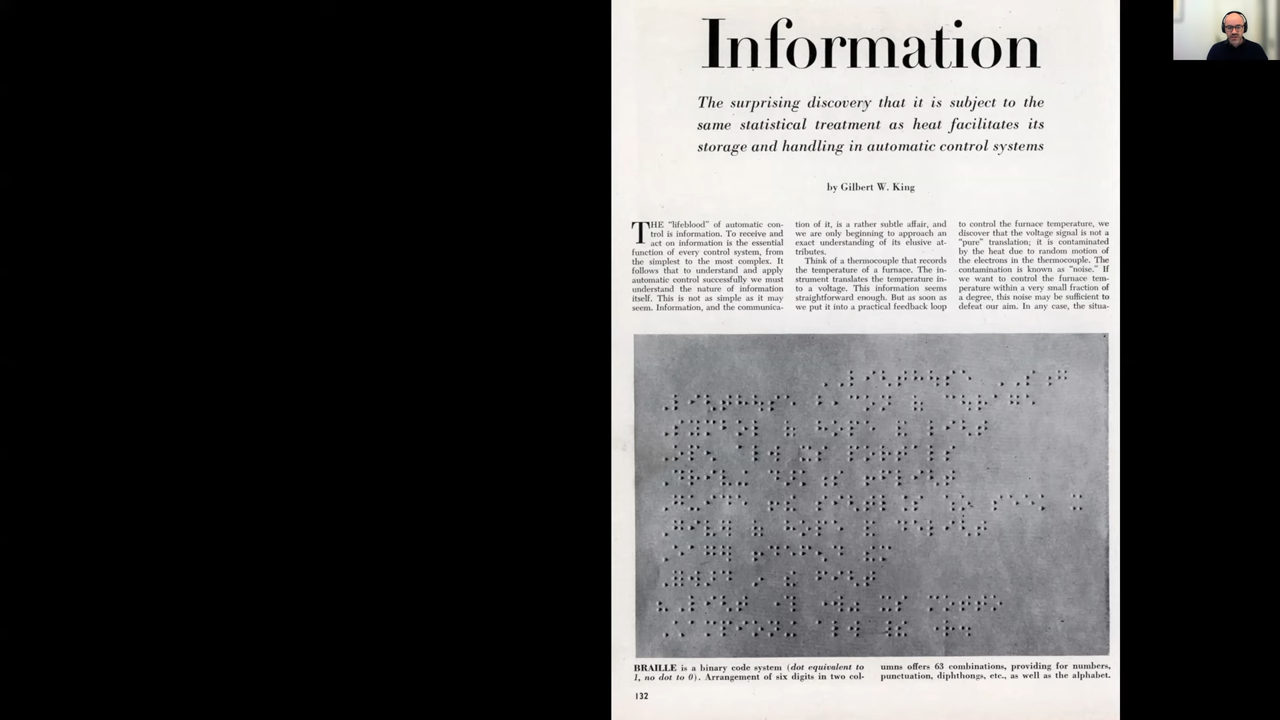 Information
The surprising discovery that it is subject to the
same statistical treatment as heat facilitates its
storage and handling in automatic control systems
by Gilbert W. King
THE "lifeblood" of automatic con-
trol is information. To receive and
act on information is the essential
function of every control system, from
the simplest to the most complex. It
follows that to understand and apply
automatic control successfully we must
understand the nature of information
itself. This is not as simple as it may
seem. Information, and the communica-
tion of it, is a rather subtle affair, and
we are only beginning to approach an
exact understanding of its elusive at-
tributes.
Think of a thermocouple that records
the temperature of a furnace. The in-
strument translates the temperature in-
to a voltage. This information seems
straightforward enough. But as soon as
we put it into a practical feedback loop
to control the furnace temperature, we
discover that the voltage signal is not a
"pure" translation; it is contaminated
by the heat due to random motion of
the electrons in the thermocouple. The
contamination is known as "noise." If
we want to control the furnace tem-
perature within a very small fraction of
a degree, this noise may be sufficient to
defeat our aim. In any case, the situa-
BRAILLE is a binary code system (dot equivalent to
1, no dot to 0). Arrangement of six digits in two col-
umns offers 63 combinations, providing for numbers,
punctuation, diphthongs, etc., as well as the alphabet.
132